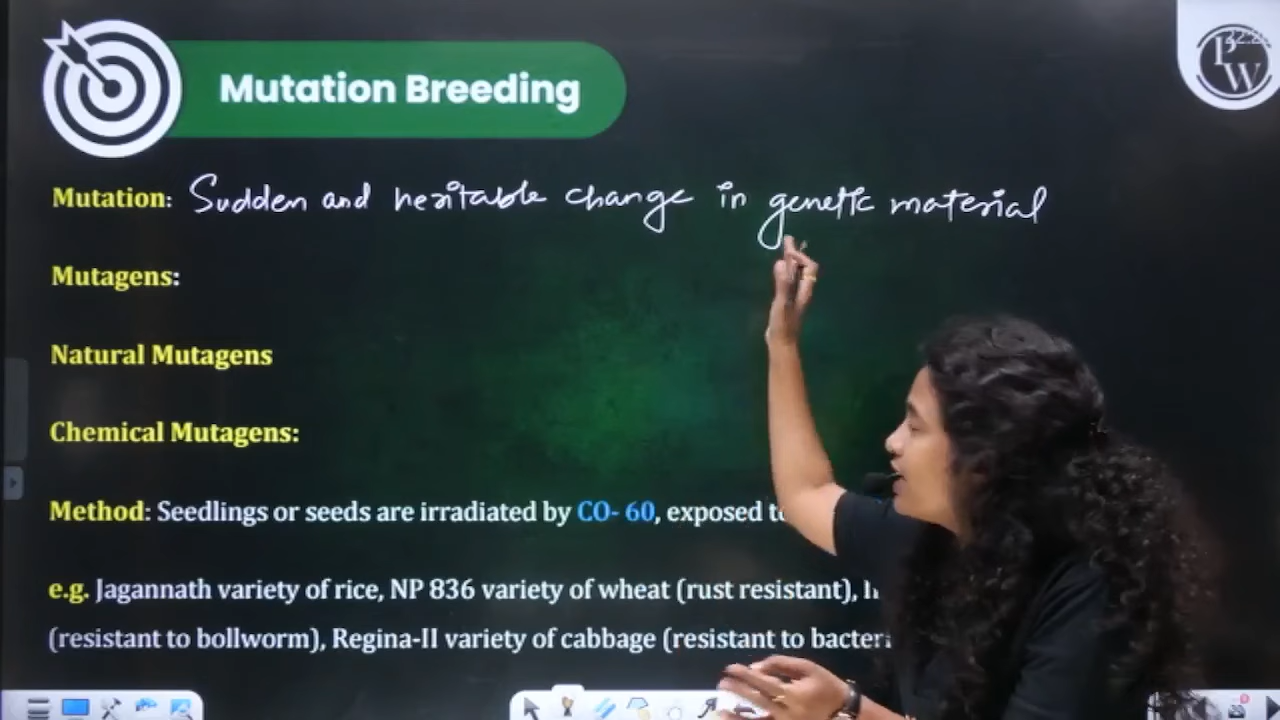 Mutation Breeding
PW
Mutation: Sudden and heritable change in genetic material
Mutagens:
Natural Mutagens
Chemical Mutagens:
Method: Seedlings or seeds are irradiated by CO- 60, exposed
e.g. Jagannath variety of rice, NP 836 variety of wheat (rust resistant),
(resistant to bollworm), Regina-II variety of cabbage (resistant to